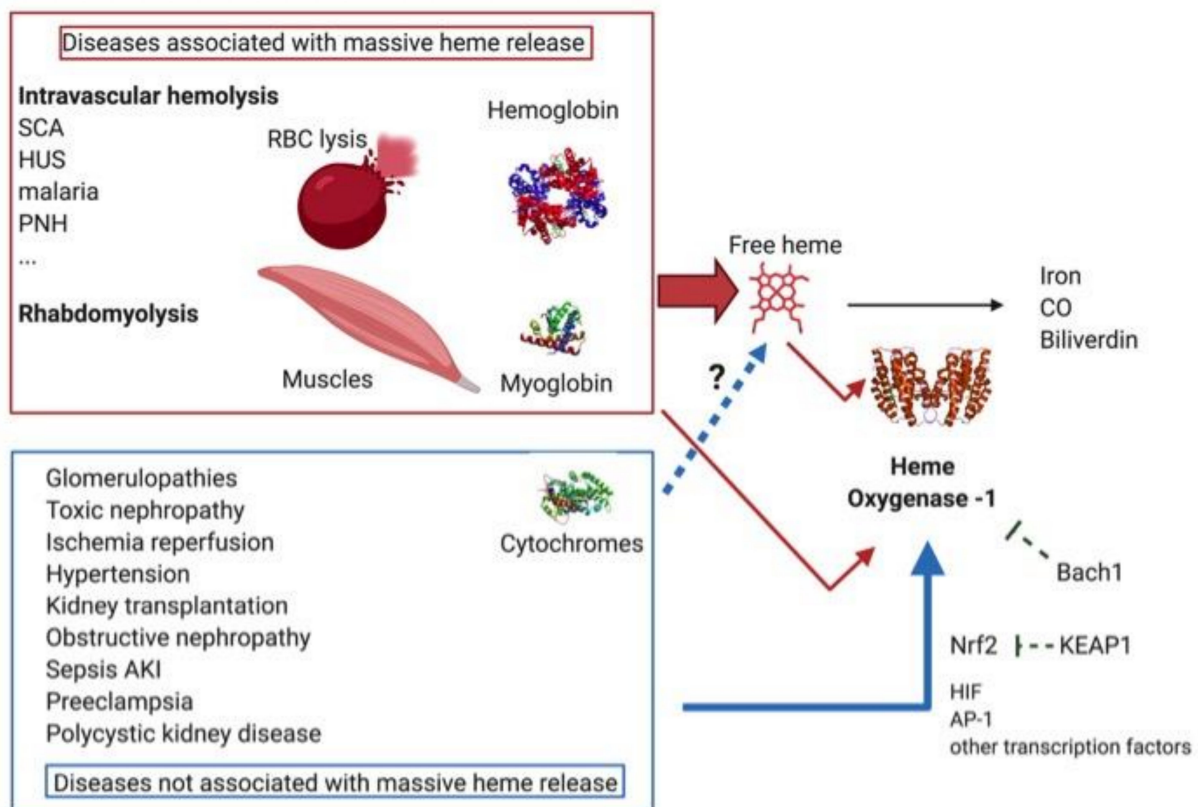 Diseases associated with massive heme release
Intravascular hemolysis
SCA
HUS
malaria
PNH
...
Rhabdomyolysis
RBC lysis
Muscles
Hemoglobin
Myoglobin
Free heme
Iron
CO
Biliverdin
?
Heme
Oxygenase -1
Bach1
Nrf2
KEAP1
HIF
AP-1
other transcription factors
Glomerulopathies
Toxic nephropathy
Ischemia reperfusion
Hypertension
Kidney transplantation
Obstructive nephropathy
Sepsis AKI
Preeclampsia
Polycystic kidney disease
Cytochromes
Diseases not associated with massive heme release